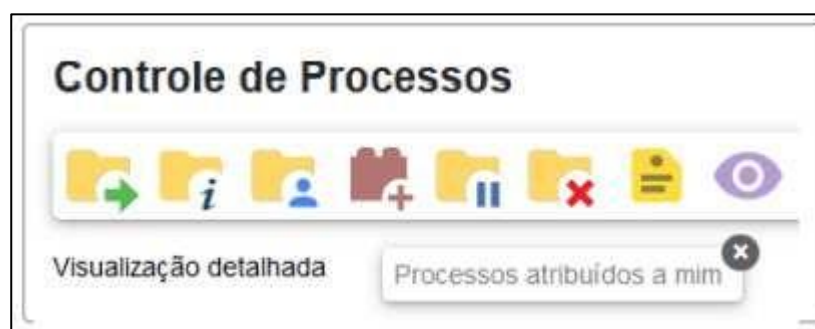 Controle de Processos
Visualização detalhada
Processos atribuídos a mim